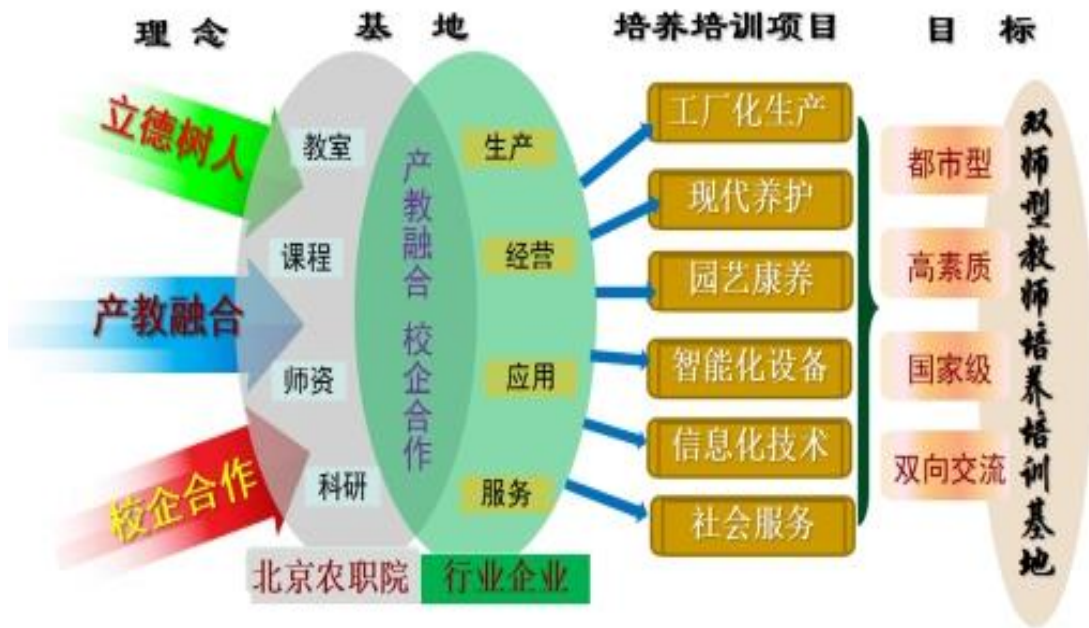 理念
基地
培养培训项目
目标
立德树人
产教融合
校企合作
教室
课程
师资
科研
产教融合 校企合作
生产
经营
应用
服务
北京农职院
行业企业
工厂化生产
现代养护
园艺康养
智能化设备
信息化技术
社会服务
都市型
高素质
国家级
双向交流
双师型教师培养培训基地